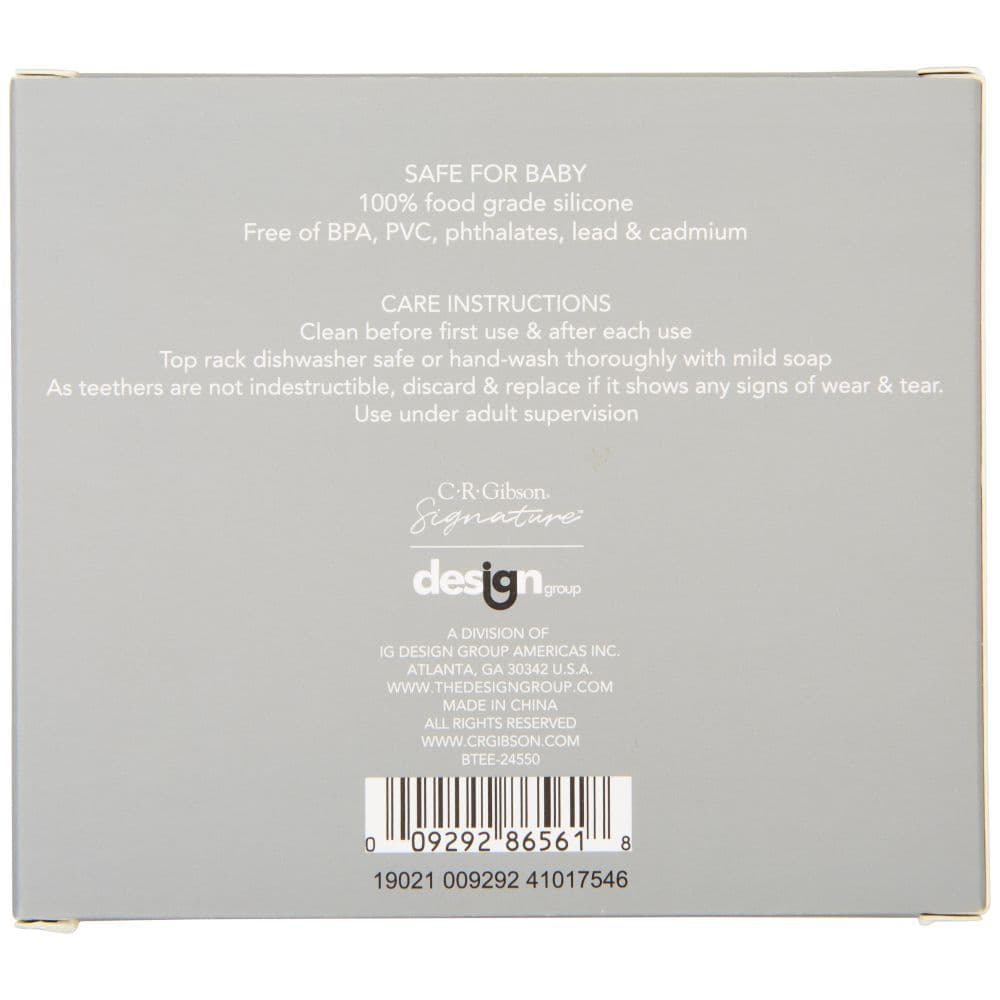 SAFE FOR BABY
100% food grade silicone
Free of BPA, PVC, phthalates, lead & cadmium
CARE INSTRUCTIONS
Clean before first use & after each use
Top rack dishwasher safe or hand-wash thoroughly with mild soap
As teethers are not indestructible, discard & replace if it shows any signs of wear & tear.
Use under adult supervision
C·R·Gibson®
Signature™
design group
A DIVISION OF
IG DESIGN GROUP AMERICAS INC.
ATLANTA, GA 30342 U.S.A.
WWW.THEDESIGNGROUP.COM
MADE IN CHINA
ALL RIGHTS RESERVED
WWW.CRGIBSON.COM
BTEE-24550
0 09292 86561 8
19021 009292 41017546